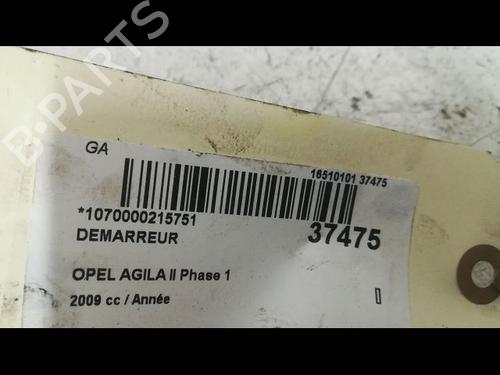 B-PARTS
GA
16510101 37475
*1070000215751
37475
DEMARREUR
OPEL AGILA II Phase 1
2009 cc / Année